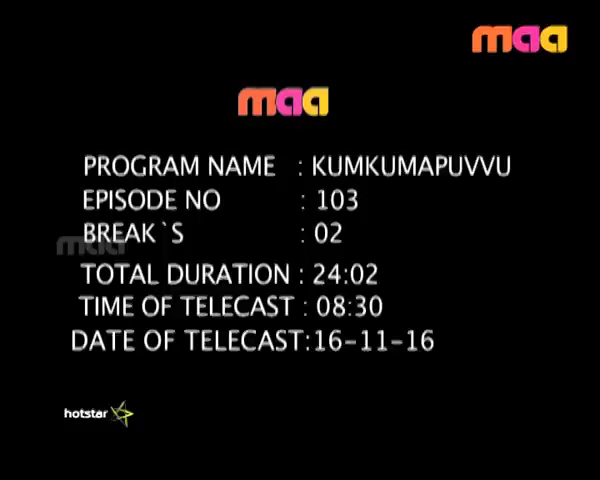 maa
maa
PROGRAM NAME : KUMKUMAPUVVU
EPISODE NO : 103
BREAK`S : 02
maa
TOTAL DURATION : 24:02
TIME OF TELECAST : 08:30
DATE OF TELECAST:16-11-16
hotstar